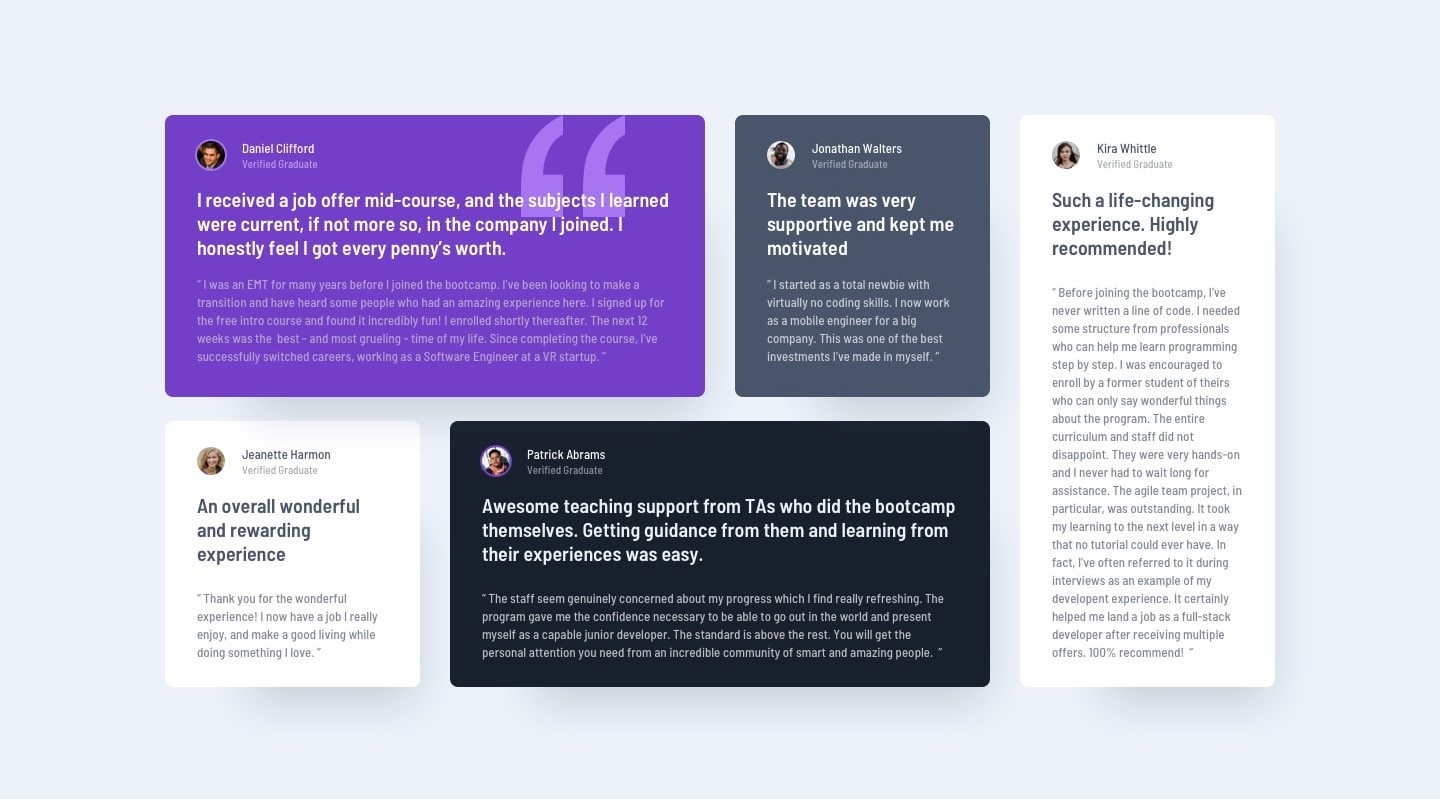 Daniel Clifford
Verified Graduate
I received a job offer mid-course, and the subjects I learned
were current, if not more so, in the company I joined. I
honestly feel I got every penny’s worth.
“ I was an EMT for many years before I joined the bootcamp. I’ve been looking to make a
transition and have heard some people who had an amazing experience here. I signed up for
the free intro course and found it incredibly fun! I enrolled shortly thereafter. The next 12
weeks was the best - and most grueling - time of my life. Since completing the course, I’ve
successfully switched careers, working as a Software Engineer at a VR startup. ”
Jonathan Walters
Verified Graduate
The team was very
supportive and kept me
motivated
“ I started as a total newbie with
virtually no coding skills. I now work
as a mobile engineer for a big
company. This was one of the best
investments I’ve made in myself. ”
Kira Whittle
Verified Graduate
Such a life-changing
experience. Highly
recommended!
“ Before joining the bootcamp, I’ve
never written a line of code. I needed
some structure from professionals
who can help me learn programming
step by step. I was encouraged to
enroll by a former student of theirs
who can only say wonderful things
about the program. The entire
curriculum and staff did not
disappoint. They were very hands-on
and I never had to wait long for
assistance. The agile team project, in
particular, was outstanding. It took
my learning to the next level in a way
that no tutorial could ever have. In
fact, I’ve often referred to it during
interviews as an example of my
developent experience. It certainly
helped me land a job as a full-stack
developer after receiving multiple
offers. 100% recommend! ”
Jeanette Harmon
Verified Graduate
An overall wonderful
and rewarding
experience
“ Thank you for the wonderful
experience! I now have a job I really
enjoy, and make a good living while
doing something I love. ”
Patrick Abrams
Verified Graduate
Awesome teaching support from TAs who did the bootcamp
themselves. Getting guidance from them and learning from
their experiences was easy.
“ The staff seem genuinely concerned about my progress which I find really refreshing. The
program gave me the confidence necessary to be able to go out in the world and present
myself as a capable junior developer. The standard is above the rest. You will get the
personal attention you need from an incredible community of smart and amazing people. ”